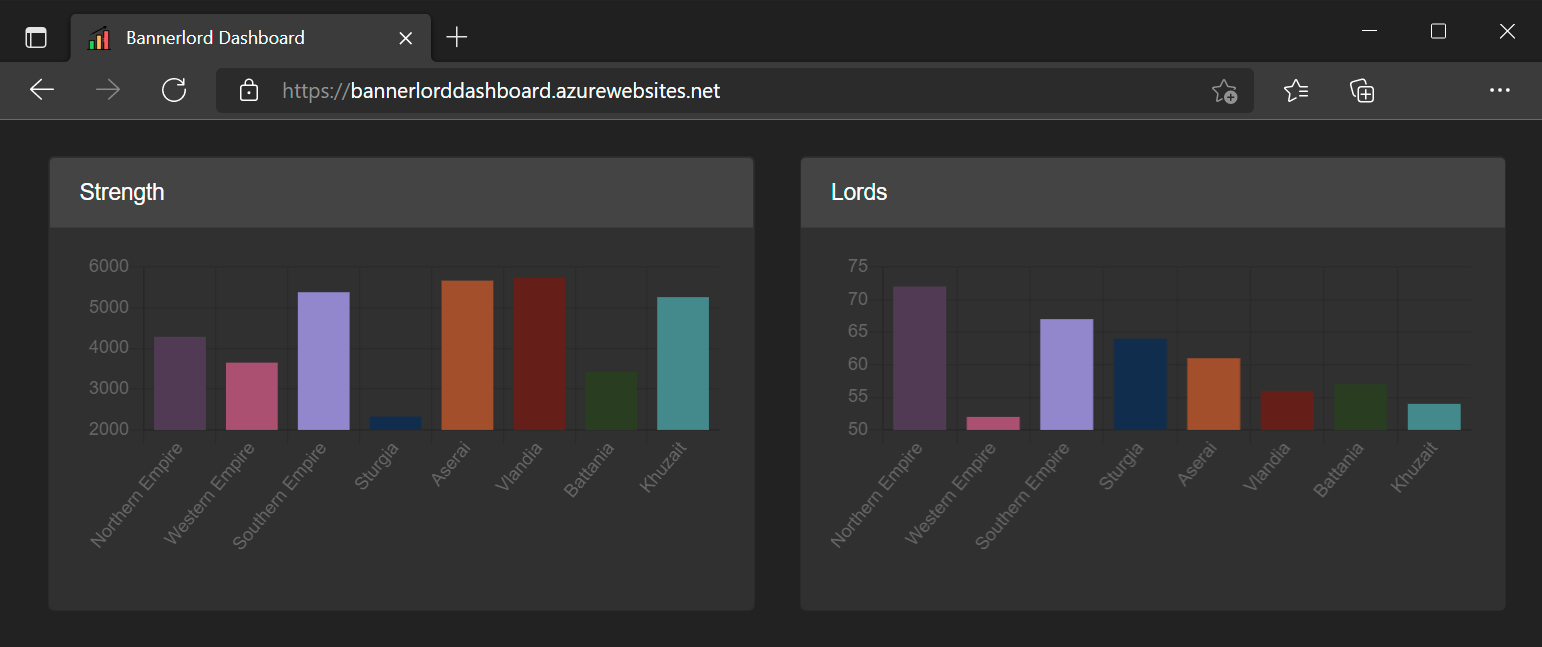 Bannerlord Dashboard
https://bannerlorddashboard.azurewebsites.net
Strength
6000
5000
4000
3000
2000
Northern Empire
Western Empire
Southern Empire
Sturgia
Aserai
Vlandia
Battania
Khuzait
Lords
75
70
65
60
55
50
Northern Empire
Western Empire
Southern Empire
Sturgia
Aserai
Vlandia
Battania
Khuzait